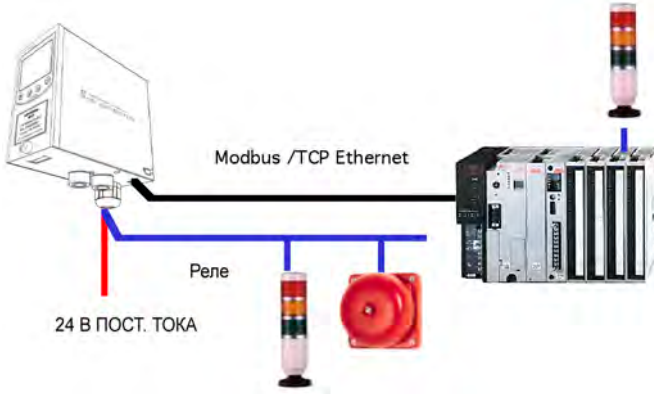 Modbus /TCP Ethernet
Реле
24 В ПОСТ. ТОКА